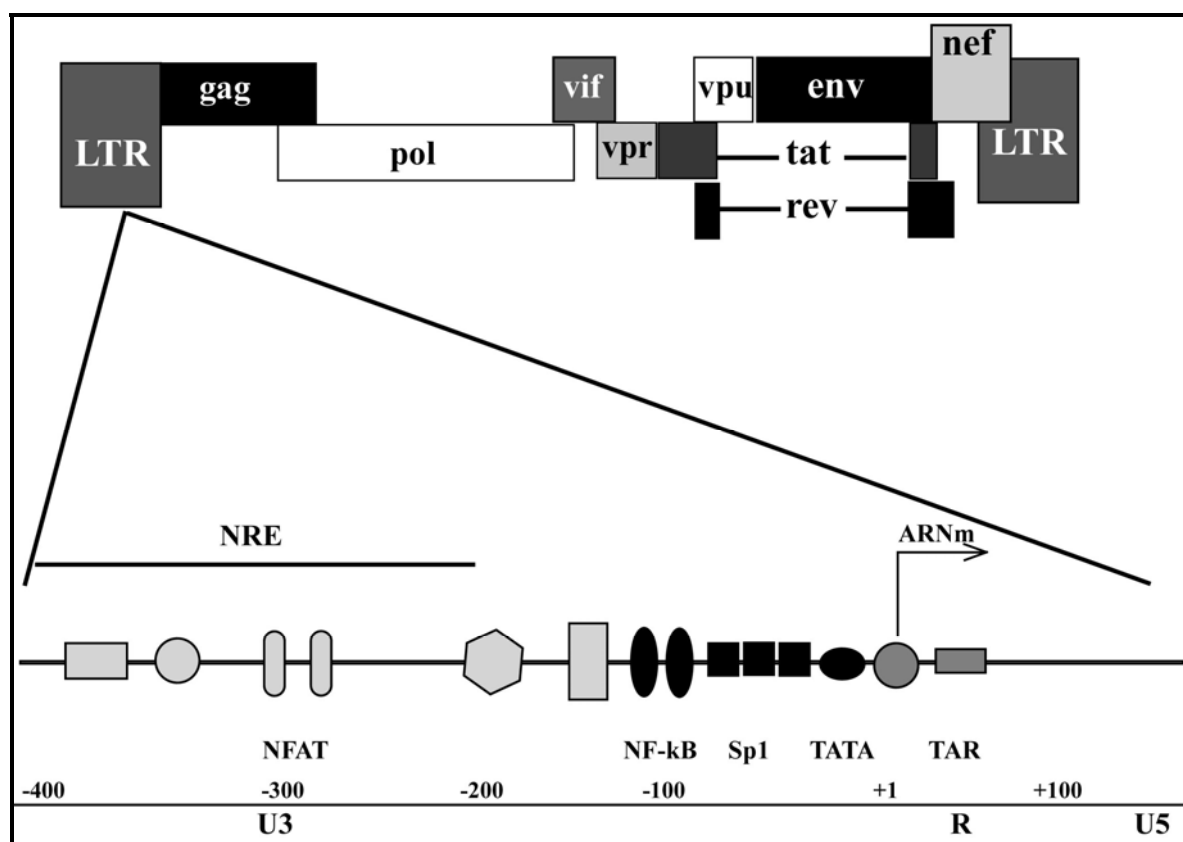 nef
gag vif vpu env
LTR pol vpr tat LTR
rev
NRE ARNm
NFAT NF-kB Sp1 TATA TAR
-400 -300 -200 -100 +1 +100
U3 R U5